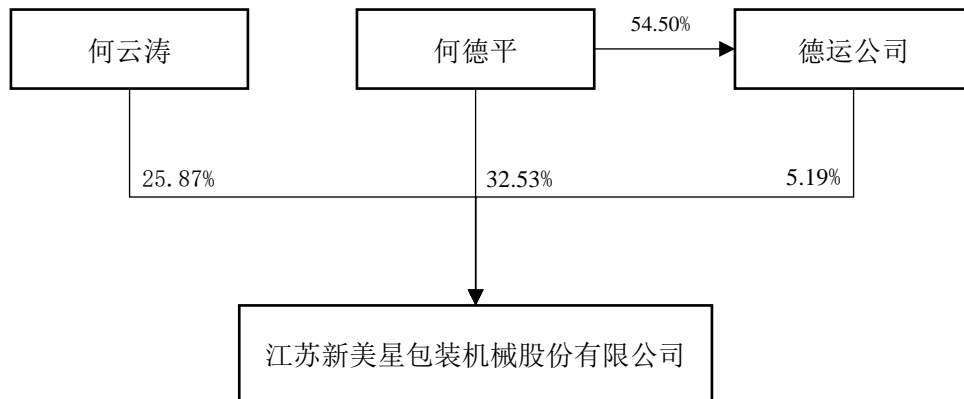 54.50%
何云涛
何德平
德运公司
25.87%
32.53%
5.19%
江苏新美星包装机械股份有限公司